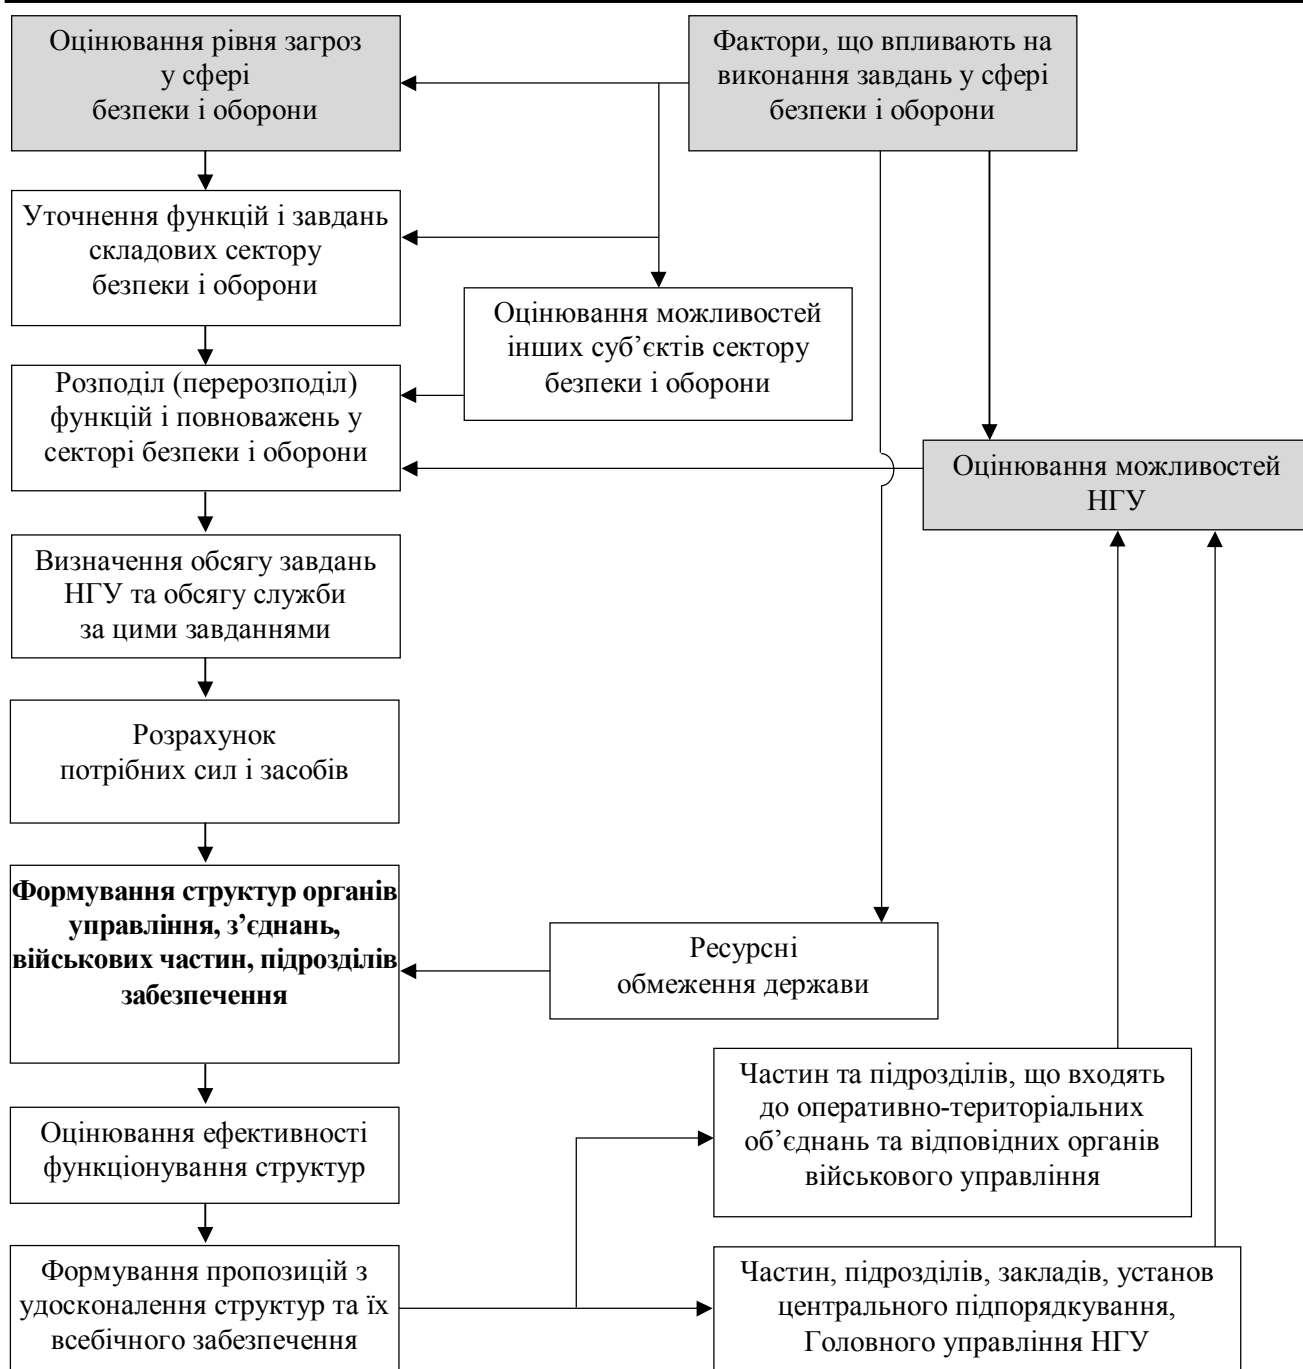 Оцінювання рівня загроз
у сфері
безпеки і оборони
Фактори, що впливають на
виконання завдань у сфері
безпеки і оборони
Уточнення функцій і завдань
складових сектору
безпеки і оборони
Оцінювання можливостей
інших суб’єктів сектору
безпеки і оборони
Розподіл (перерозподіл)
функцій і повноважень у
секторі безпеки і оборони
Оцінювання можливостей
НГУ
Визначення обсягу завдань
НГУ та обсягу служби
за цими завданнями
Розрахунок
потрібних сил і засобів
Формування структур органів
управління, з’єднань,
військових частин, підрозділів
забезпечення
Ресурсні
обмеження держави
Частин та підрозділів, що входять
до оперативно-територіальних
об’єднань та відповідних органів
військового управління
Оцінювання ефективності
функціонування структур
Формування пропозицій з
удосконалення структур та їх
всебічного забезпечення
Частин, підрозділів, закладів, установ
центрального підпорядкування,
Головного управління НГУ